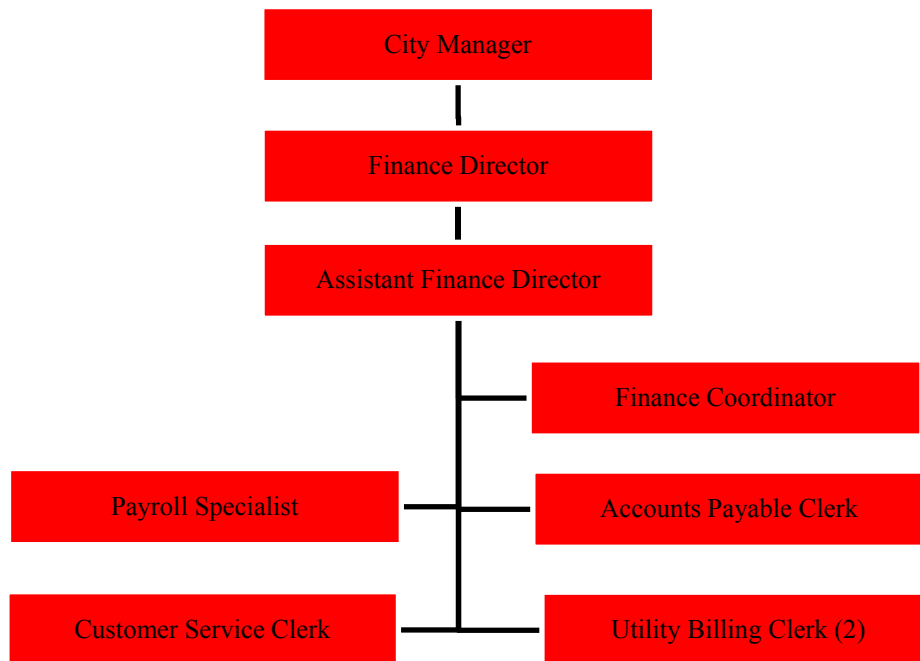 City Manager
Finance Director
Assistant Finance Director
Finance Coordinator
Payroll Specialist
Accounts Payable Clerk
Customer Service Clerk
Utility Billing Clerk (2)